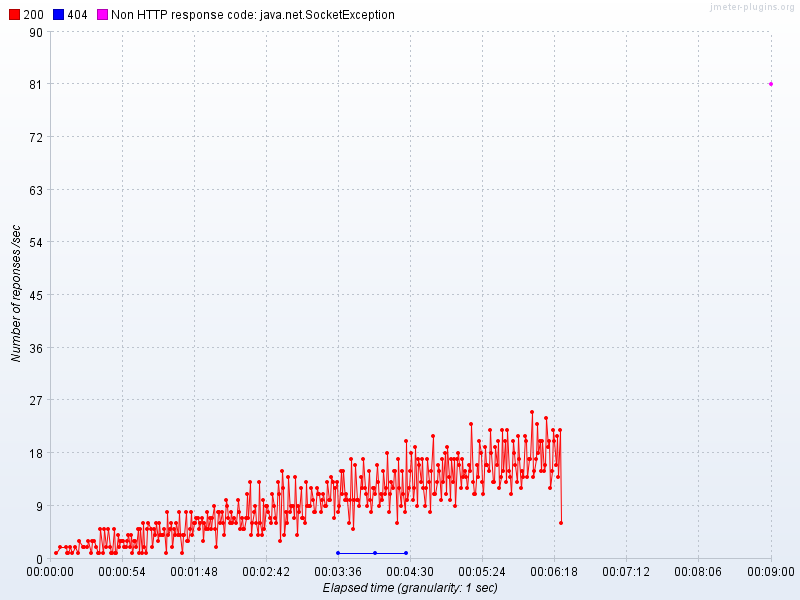 200 404 Non HTTP response code: java.net.SocketException
jmeter-plugins.org
90
81
72
63
54
45
36
27
18
9
0
Number of reponses /sec
00:00:00 00:00:54 00:01:48 00:02:42 00:03:36 00:04:30 00:05:24 00:06:18 00:07:12 00:08:06 00:09:00
Elapsed time (granularity: 1 sec)